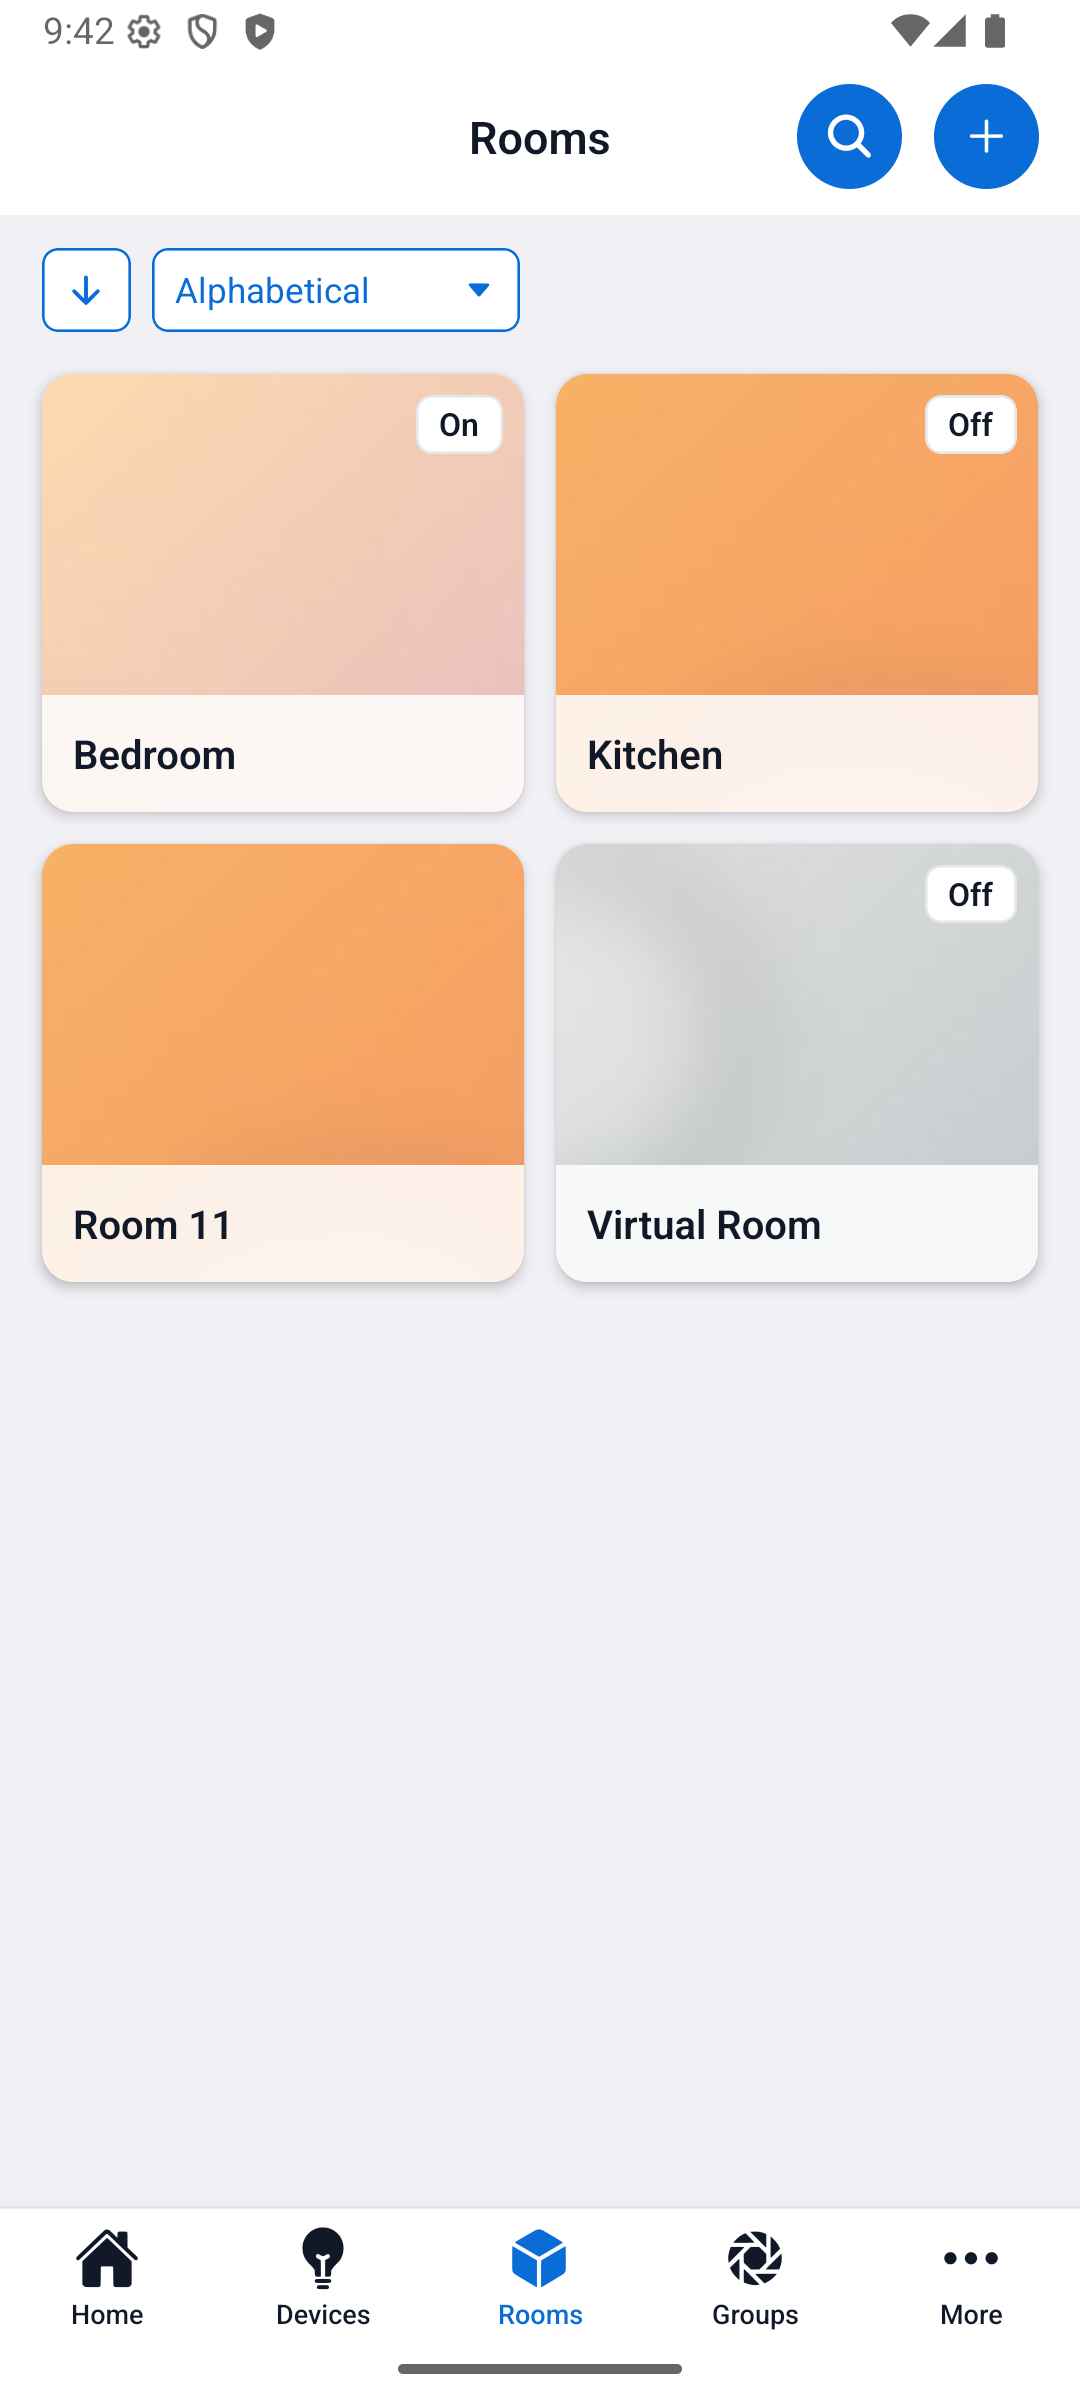 9:42
Rooms
Alphabetical
On
Off
Bedroom
Kitchen
Off
Room 11
Virtual Room
Home
Devices
Rooms
Groups
More